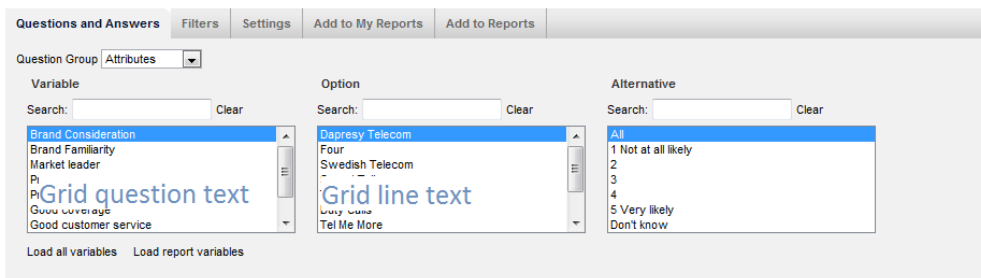 Questions and Answers Filters Settings Add to My Reports Add to Reports
Question Group Attributes
Variable Option Alternative
Search: Clear Search: Clear Search: Clear
Brand Consideration Dapresy Telecom All
Brand Familiarity Four 1 Not at all likely
Market leader Swedish Telecom 2
3
Grid question text Grid line text 4
Good coverage Duty Calls 5 Very likely
Good customer service Tell Me More Don't know
Load all variables Load report variables